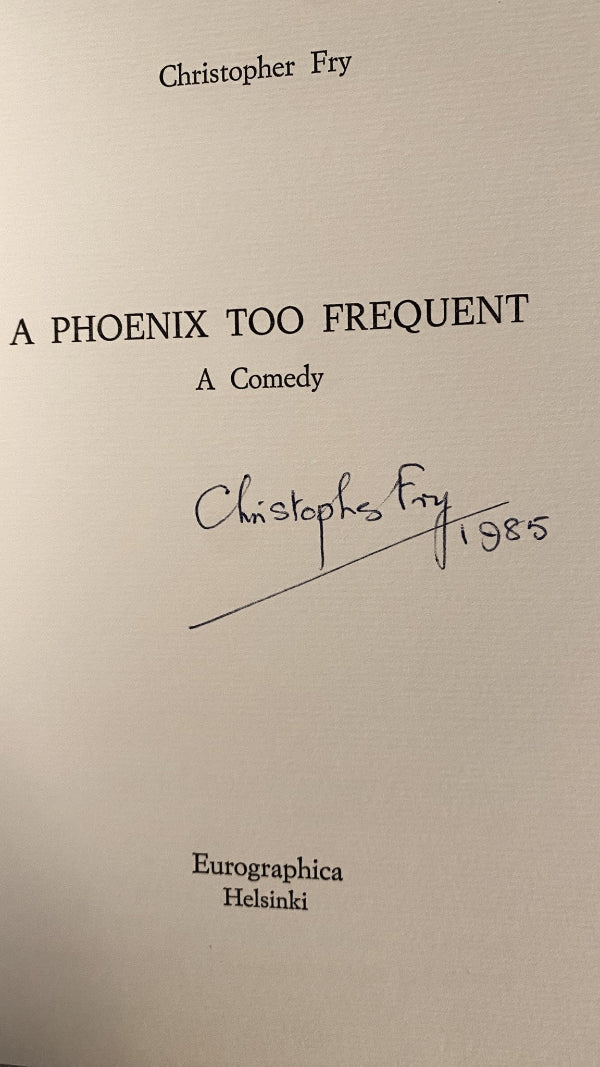 Christopher Fry
A PHOENIX TOO FREQUENT
A Comedy
Christopher Fry
1985
Eurographica
Helsinki